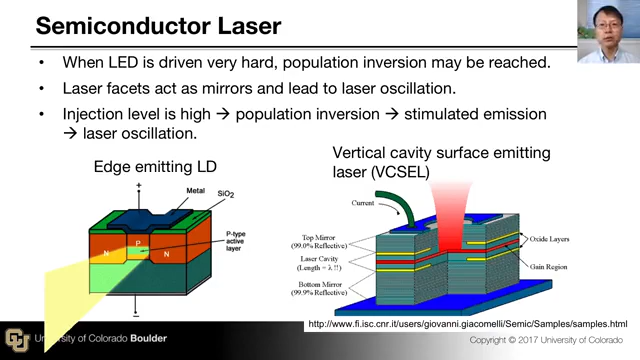 Semiconductor Laser
• When LED is driven very hard, population inversion may be reached.
• Laser facets act as mirrors and lead to laser oscillation.
• Injection level is high → population inversion → stimulated emission
→ laser oscillation.
Edge emitting LD
+
Metal
SiO2
P
N
N
P-type
active
layer
–
Vertical cavity surface emitting
laser (VCSEL)
Current
Top Mirror
(99.0% Reflective)
Laser Cavity
(Length = λ !!)
Bottom Mirror
(99.9% Reflective)
Oxide Layers
Gain Region
http://www.fi.isc.cnr.it/users/giovanni.giacomelli/Semic/Samples/samples.html
CU
University of Colorado Boulder
Copyright © 2017 University of Colorado